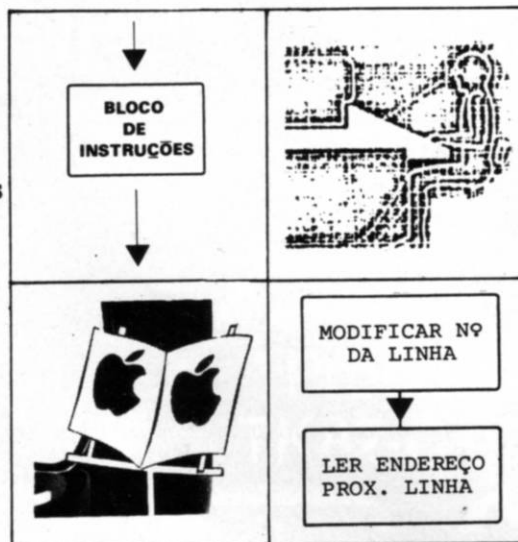 BLOCO
DE
INSTRUÇÕES
MODIFICAR Nº
DA LINHA
LER ENDEREÇO
PROX. LINHA